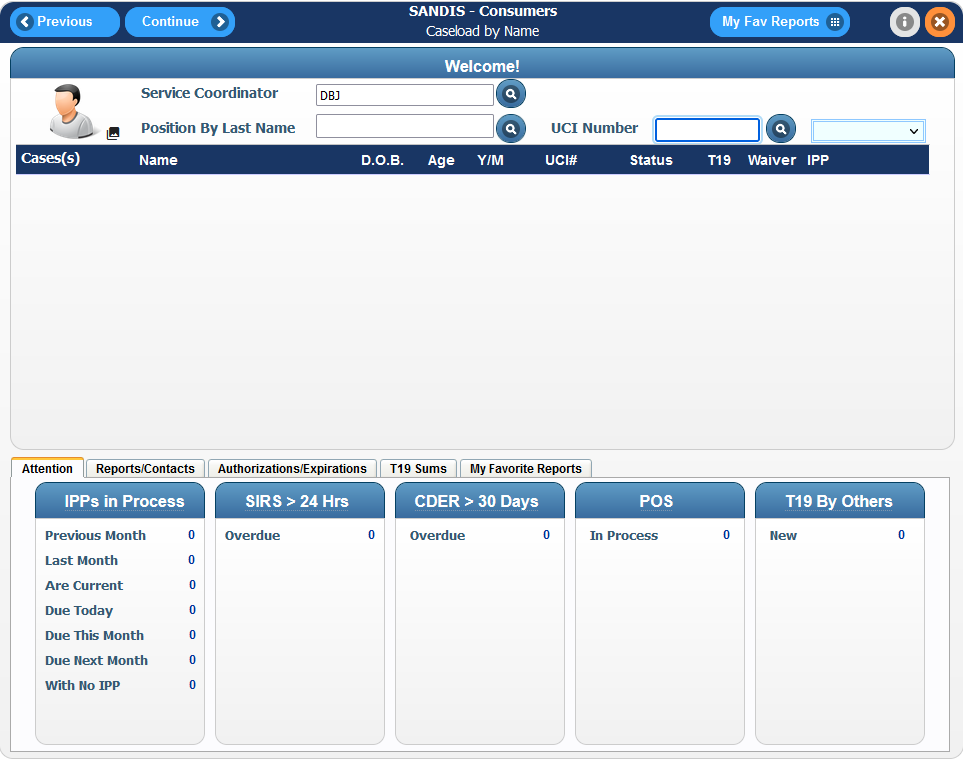 Previous Continue SANDIS - Consumers My Fav Reports
Caseload by Name
Welcome!
Service Coordinator DBJ
Position By Last Name UCI Number
Cases(s) Name D.O.B. Age Y/M UCI# Status T19 Waiver IPP
Attention Reports/Contacts Authorizations/Expirations T19 Sums My Favorite Reports
IPPs in Process SIRS > 24 Hrs CDER > 30 Days POS T19 By Others
Previous Month 0 Overdue 0 Overdue 0 In Process 0 New 0
Last Month 0
Are Current 0
Due Today 0
Due This Month 0
Due Next Month 0
With No IPP 0